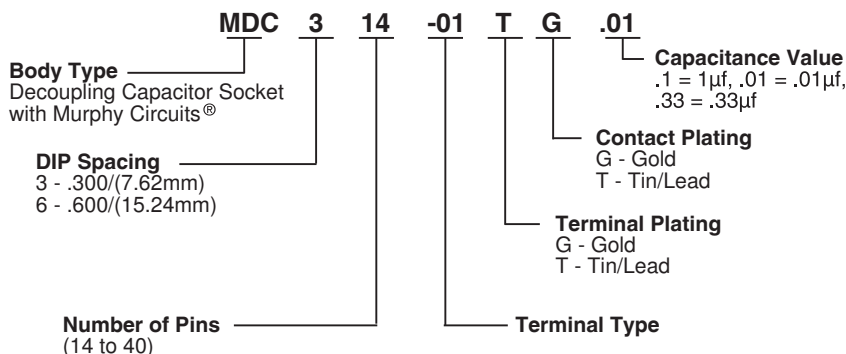 MDC 3 14 -01 T G .01
Body Type
Decoupling Capacitor Socket
with Murphy Circuits®
Capacitance Value
.1 = 1µf, .01 = .01µf,
.33 = .33µf
Contact Plating
G - Gold
T - Tin/Lead
DIP Spacing
3 - .300/(7.62mm)
6 - .600/(15.24mm)
Terminal Plating
G - Gold
T - Tin/Lead
Number of Pins
(14 to 40)
Terminal Type